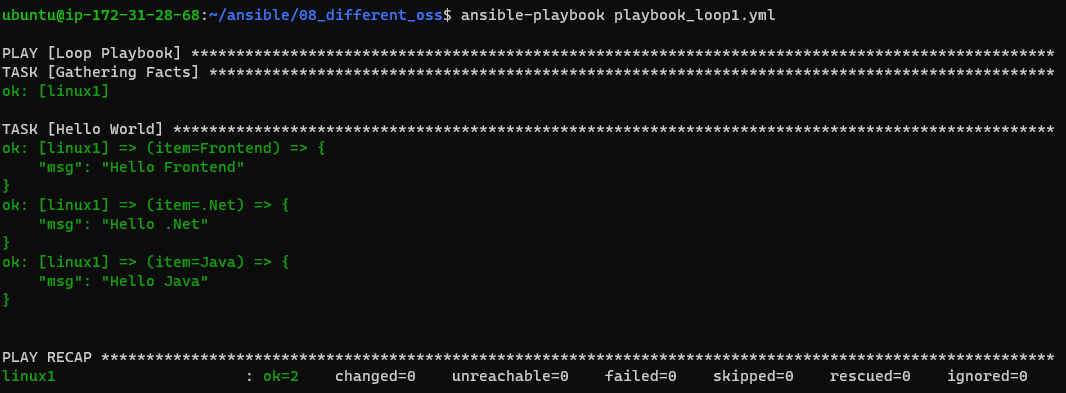 ubuntu@ip-172-31-28-68:~/ansible/08_different_oss$ ansible-playbook playbook_loop1.yml
PLAY [Loop Playbook] ************************************************************************************************
TASK [Gathering Facts] **********************************************************************************************
ok: [linux1]
TASK [Hello World] **************************************************************************************************
ok: [linux1] => (item=Frontend) => {
    "msg": "Hello Frontend"
}
ok: [linux1] => (item=.Net) => {
    "msg": "Hello .Net"
}
ok: [linux1] => (item=Java) => {
    "msg": "Hello Java"
}
PLAY RECAP **********************************************************************************************************
linux1                     : ok=2    changed=0    unreachable=0    failed=0    skipped=0    rescued=0    ignored=0